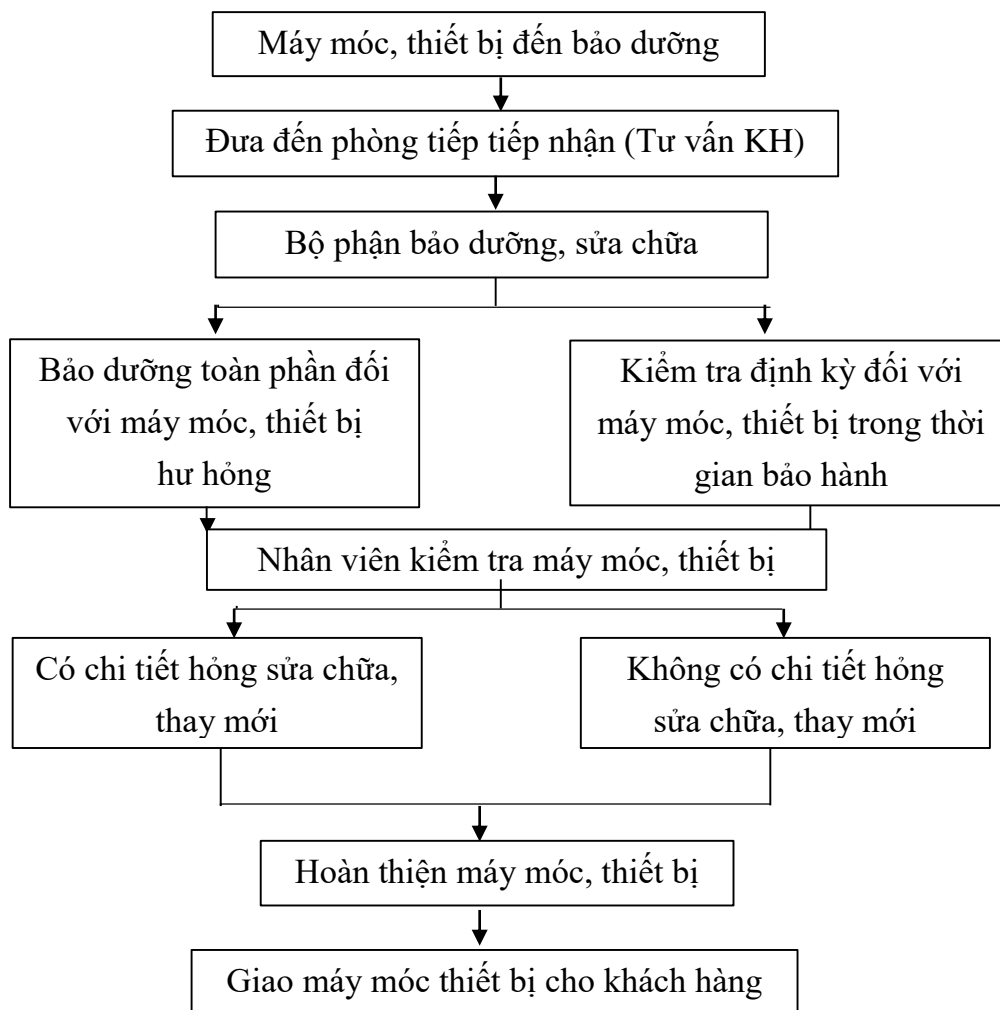 Máy móc, thiết bị đến bảo dưỡng
Đưa đến phòng tiếp tiếp nhận (Tư vấn KH)
Bộ phận bảo dưỡng, sửa chữa
Bảo dưỡng toàn phần đối
với máy móc, thiết bị
hư hỏng
Kiểm tra định kỳ đối với
máy móc, thiết bị trong thời
gian bảo hành
Nhân viên kiểm tra máy móc, thiết bị
Có chi tiết hỏng sửa chữa,
thay mới
Không có chi tiết hỏng
sửa chữa, thay mới
Hoàn thiện máy móc, thiết bị
Giao máy móc thiết bị cho khách hàng